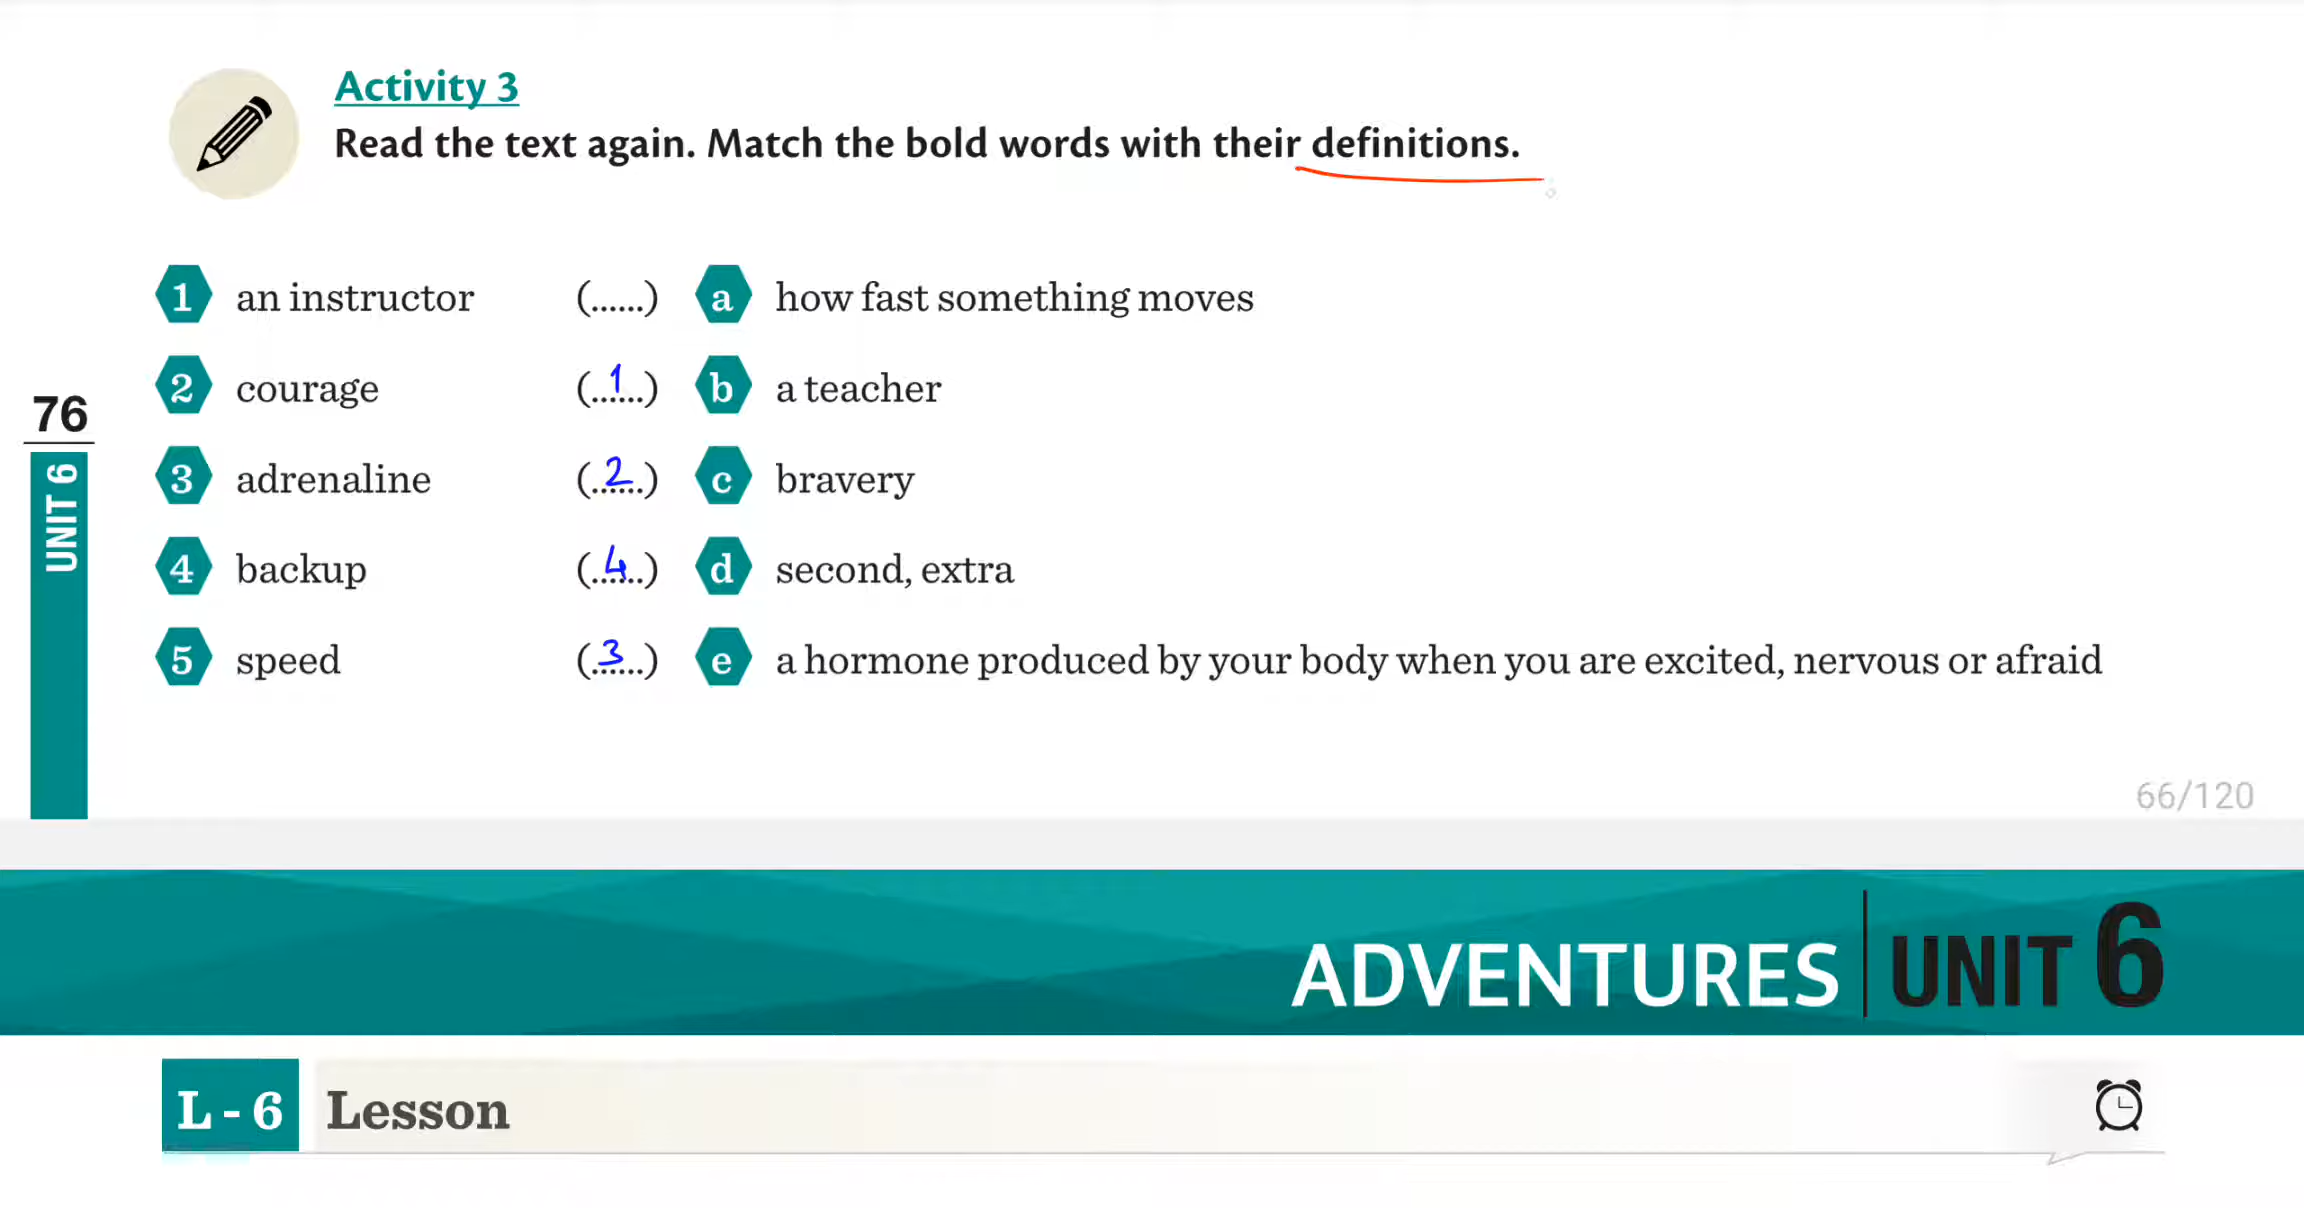 Activity 3
Read the text again. Match the bold words with their definitions.
1 an instructor (......) a how fast something moves
2 courage (..1..) b a teacher
3 adrenaline (..2..) c bravery
4 backup (..4..) d second, extra
5 speed (..3..) e a hormone produced by your body when you are excited, nervous or afraid
76
UNIT 6
66/120
ADVENTURES UNIT 6
L - 6 Lesson